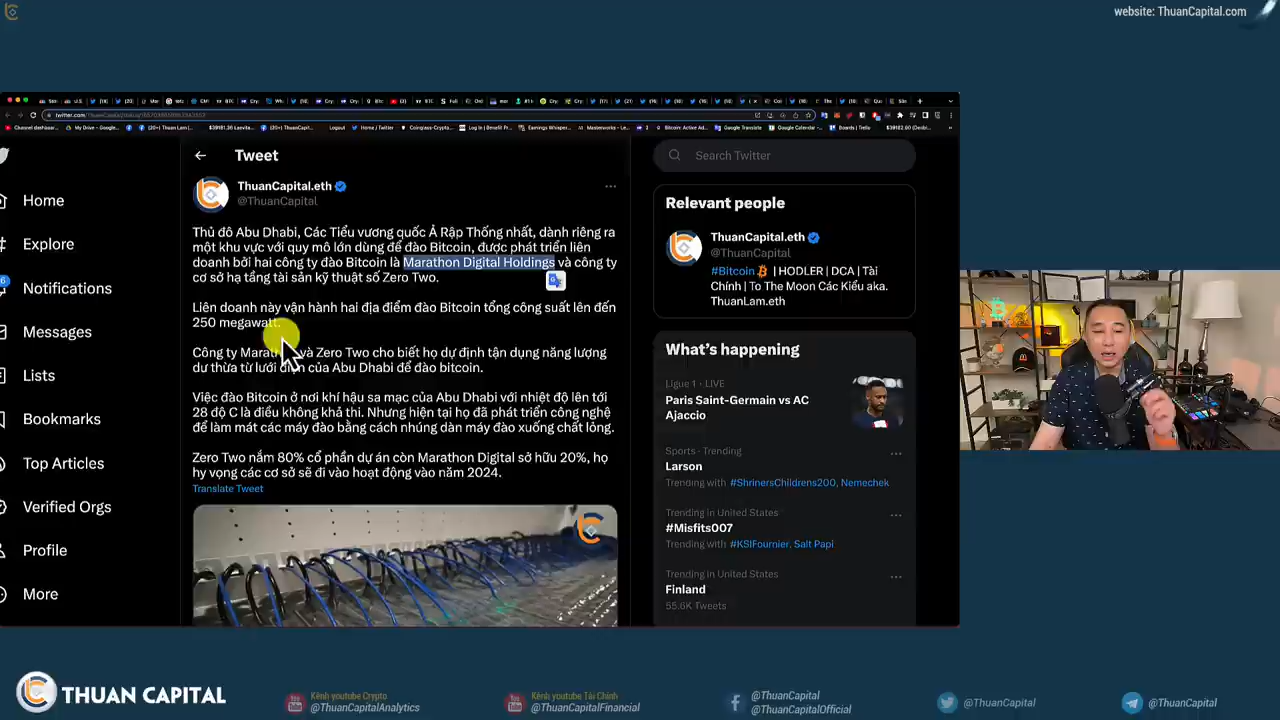 website: ThuanCapital.com
Tweet
Search Twitter
Home
Explore
Notifications
Messages
Lists
Bookmarks
Top Articles
Verified Orgs
Profile
More
ThuanCapital.eth
@ThuanCapital
Thủ đô Abu Dhabi, Các Tiểu vương quốc Ả Rập Thống nhất, dành riêng ra
một khu vực với quy mô lớn dùng để đào Bitcoin, được phát triển liên
doanh bởi hai công ty đào Bitcoin là Marathon Digital Holdings và công ty
cơ sở hạ tầng tài sản kỹ thuật số Zero Two.
Liên doanh này vận hành hai địa điểm đào Bitcoin tổng công suất lên đến
250 megawatt.
Công ty Marat và Zero Two cho biết họ dự định tận dụng năng lượng
dư thừa từ lưới điện của Abu Dhabi để đào bitcoin.
Việc đào Bitcoin ở nơi khí hậu sa mạc của Abu Dhabi với nhiệt độ lên tới
28 độ C là điều không khả thi. Nhưng hiện tại họ đã phát triển công nghệ
để làm mát các máy đào bằng cách nhúng dàn máy đào xuống chất lỏng.
Zero Two nắm 80% cổ phần dự án còn Marathon Digital sở hữu 20%, họ
hy vọng các cơ sở sẽ đi vào hoạt động vào năm 2024.
Translate Tweet
Relevant people
ThuanCapital.eth
@ThuanCapital
#Bitcoin | HODLER | DCA | Tài
Chính | To The Moon Các Kiểu aka.
ThuanLam.eth
What's happening
Ligue 1 · LIVE
Paris Saint-Germain vs AC
Ajaccio
Sports · Trending
Larson
Trending with #ShrinersChildrens200, Nemechek
Trending in United States
#Misfits007
Trending with #KSIFournier, Salt Papi
Trending in United States
Finland
55.6K Tweets
THUAN CAPITAL
Kênh youtube Crypto
@ThuanCapitalAnalytics
Kênh youtube Tài Chính
@ThuanCapitalFinancial
@ThuanCapital
@ThuanCapitalOfficial
@ThuanCapital
@ThuanCapital